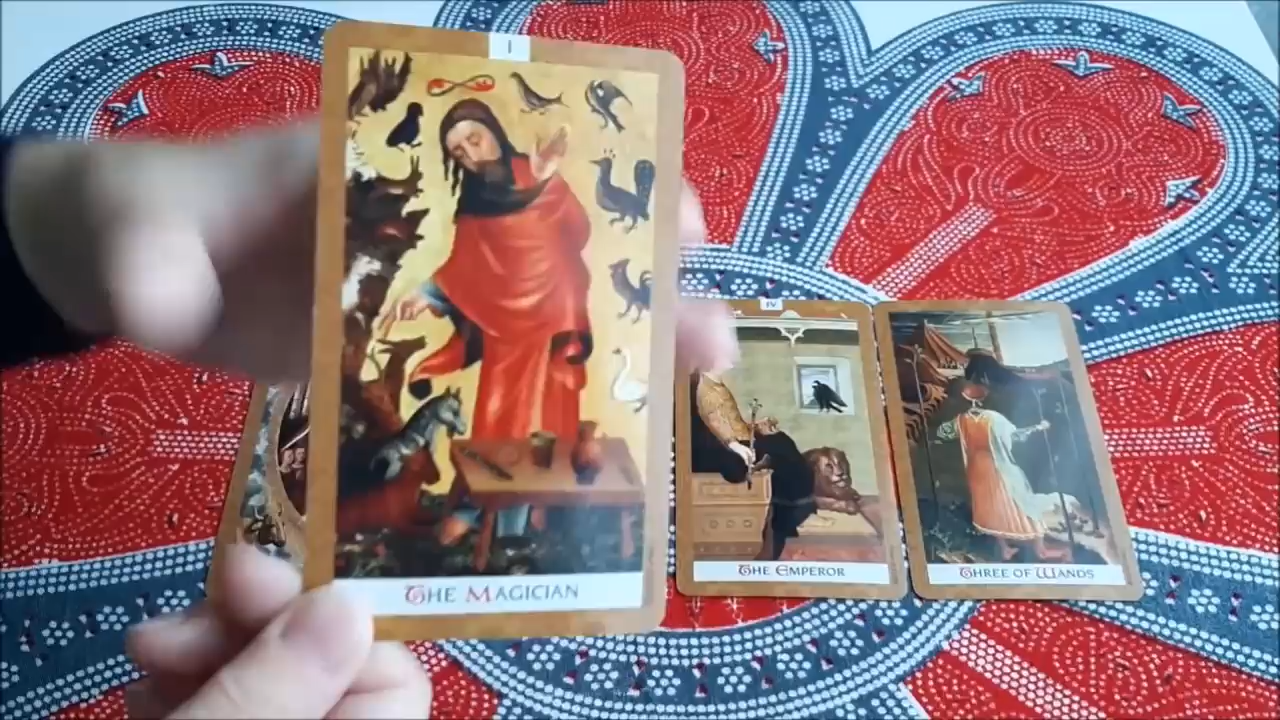 I
THE MAGICIAN
IV
THE EMPEROR
THREE OF WANDS